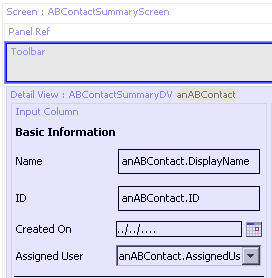 Screen : ABContactSummaryScreen
Panel Ref
Toolbar
Detail View : ABContactSummaryDV anABContact
Input Column
Basic Information
Name anABContact.DisplayName
ID anABContact.ID
Created On ../../....
Assigned User anABContact.AssignedUs